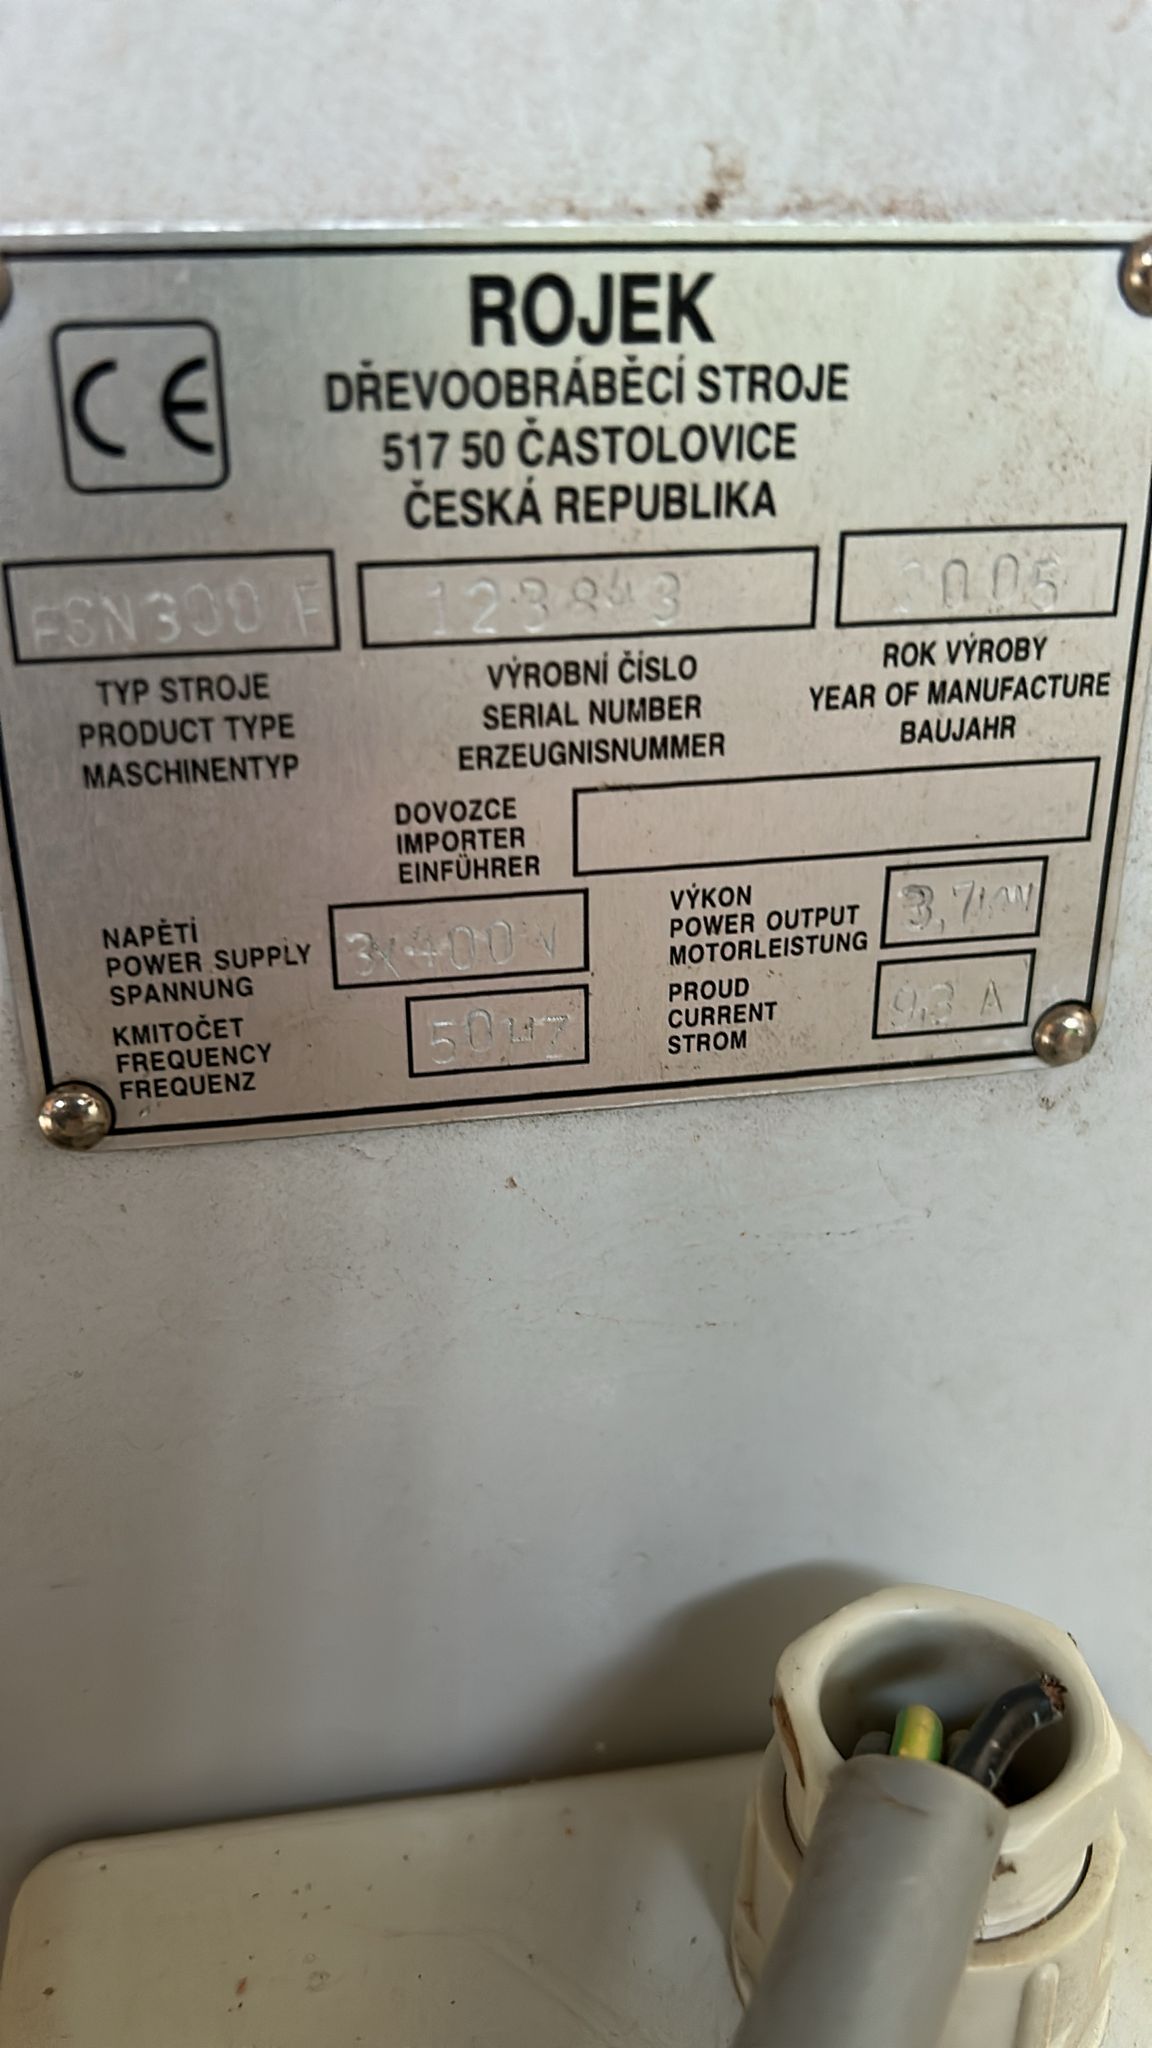 CE
ROJEK
DŘEVOOBRÁBĚCÍ STROJE
517 50 ČASTOLOVICE
ČESKÁ REPUBLIKA
FSN300 F
123843
2005
TYP STROJE
PRODUCT TYPE
MASCHINENTYP
VÝROBNÍ ČÍSLO
SERIAL NUMBER
ERZEUGNISNUMMER
ROK VÝROBY
YEAR OF MANUFACTURE
BAUJAHR
DOVOZCE
IMPORTER
EINFÜHRER
NAPĚTÍ
POWER SUPPLY
SPANNUNG
3X400V
KMITOČET
FREQUENCY
FREQUENZ
50HZ
VÝKON
POWER OUTPUT
MOTORLEISTUNG
3,7kW
PROUD
CURRENT
STROM
9,3 A